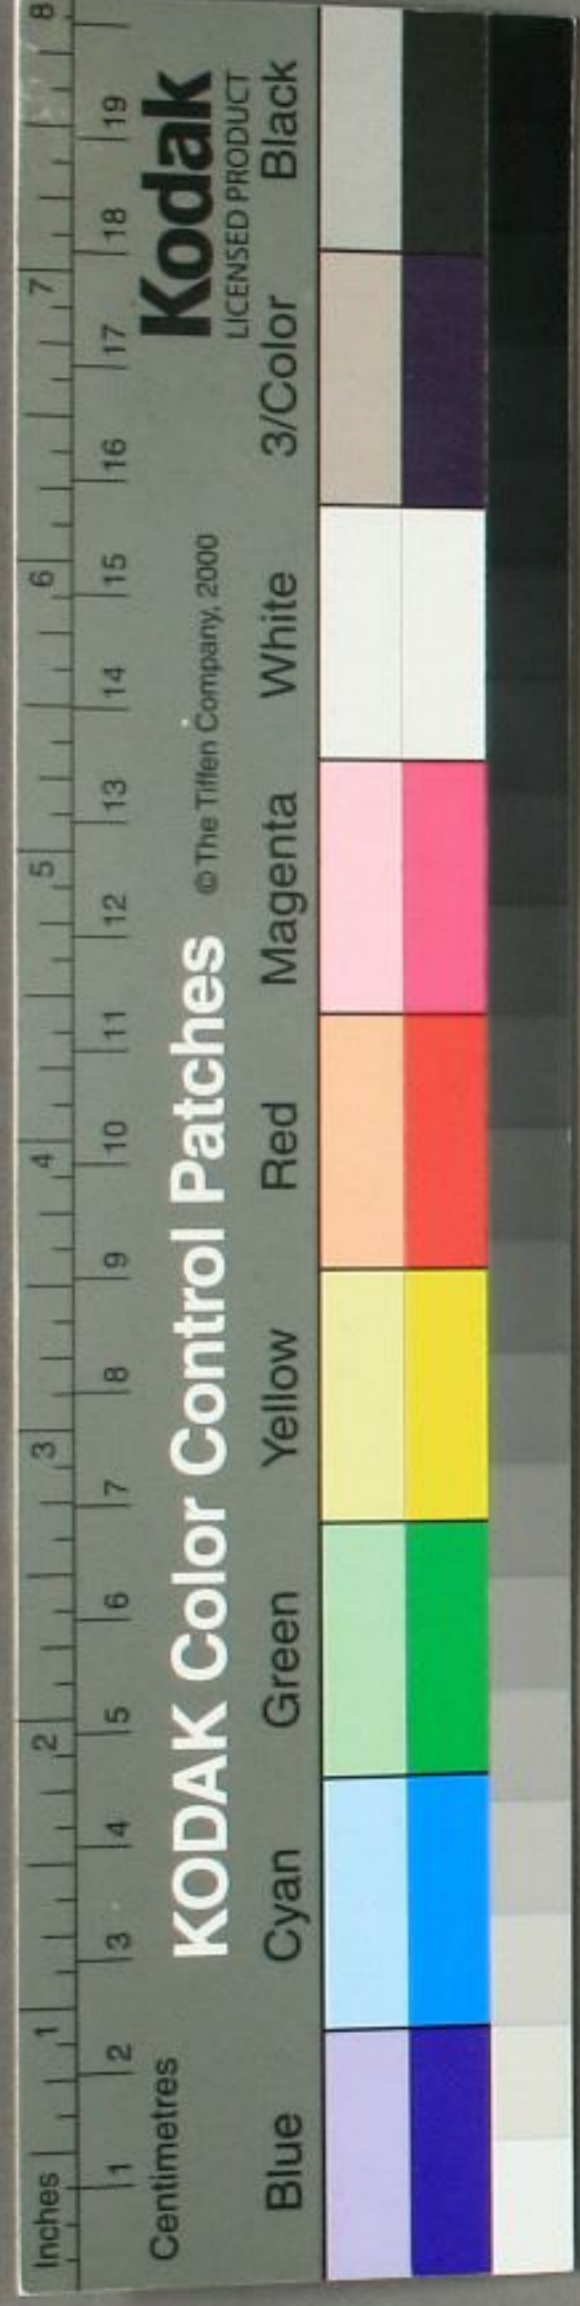 Inches 1 2 3 4 5 6 7 8
1 2 3 4 5 6 7 8 9 10 11 12 13 14 15 16 17 18 19
Centimetres
KODAK Color Control Patches © The Tiffen Company, 2000 Kodak
LICENSED PRODUCT
Blue Cyan Green Yellow Red Magenta White 3/Color Black